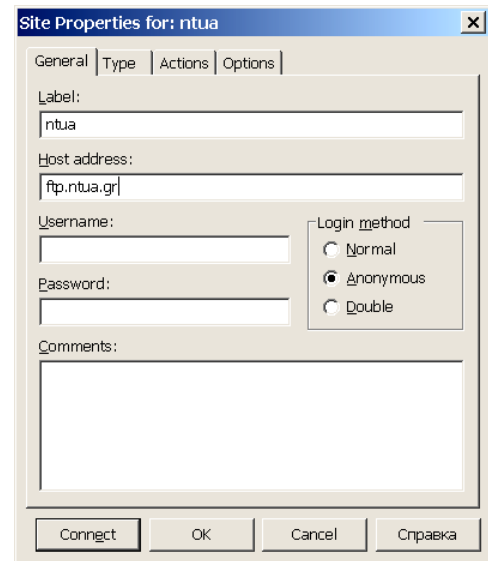 Site Properties for: ntua
General Type Actions Options
Label:
ntua
Host address:
ftp.ntua.gr
Username:
Login method
Normal
Password:
Anonymous
Double
Comments:
Connect OK Cancel Справка